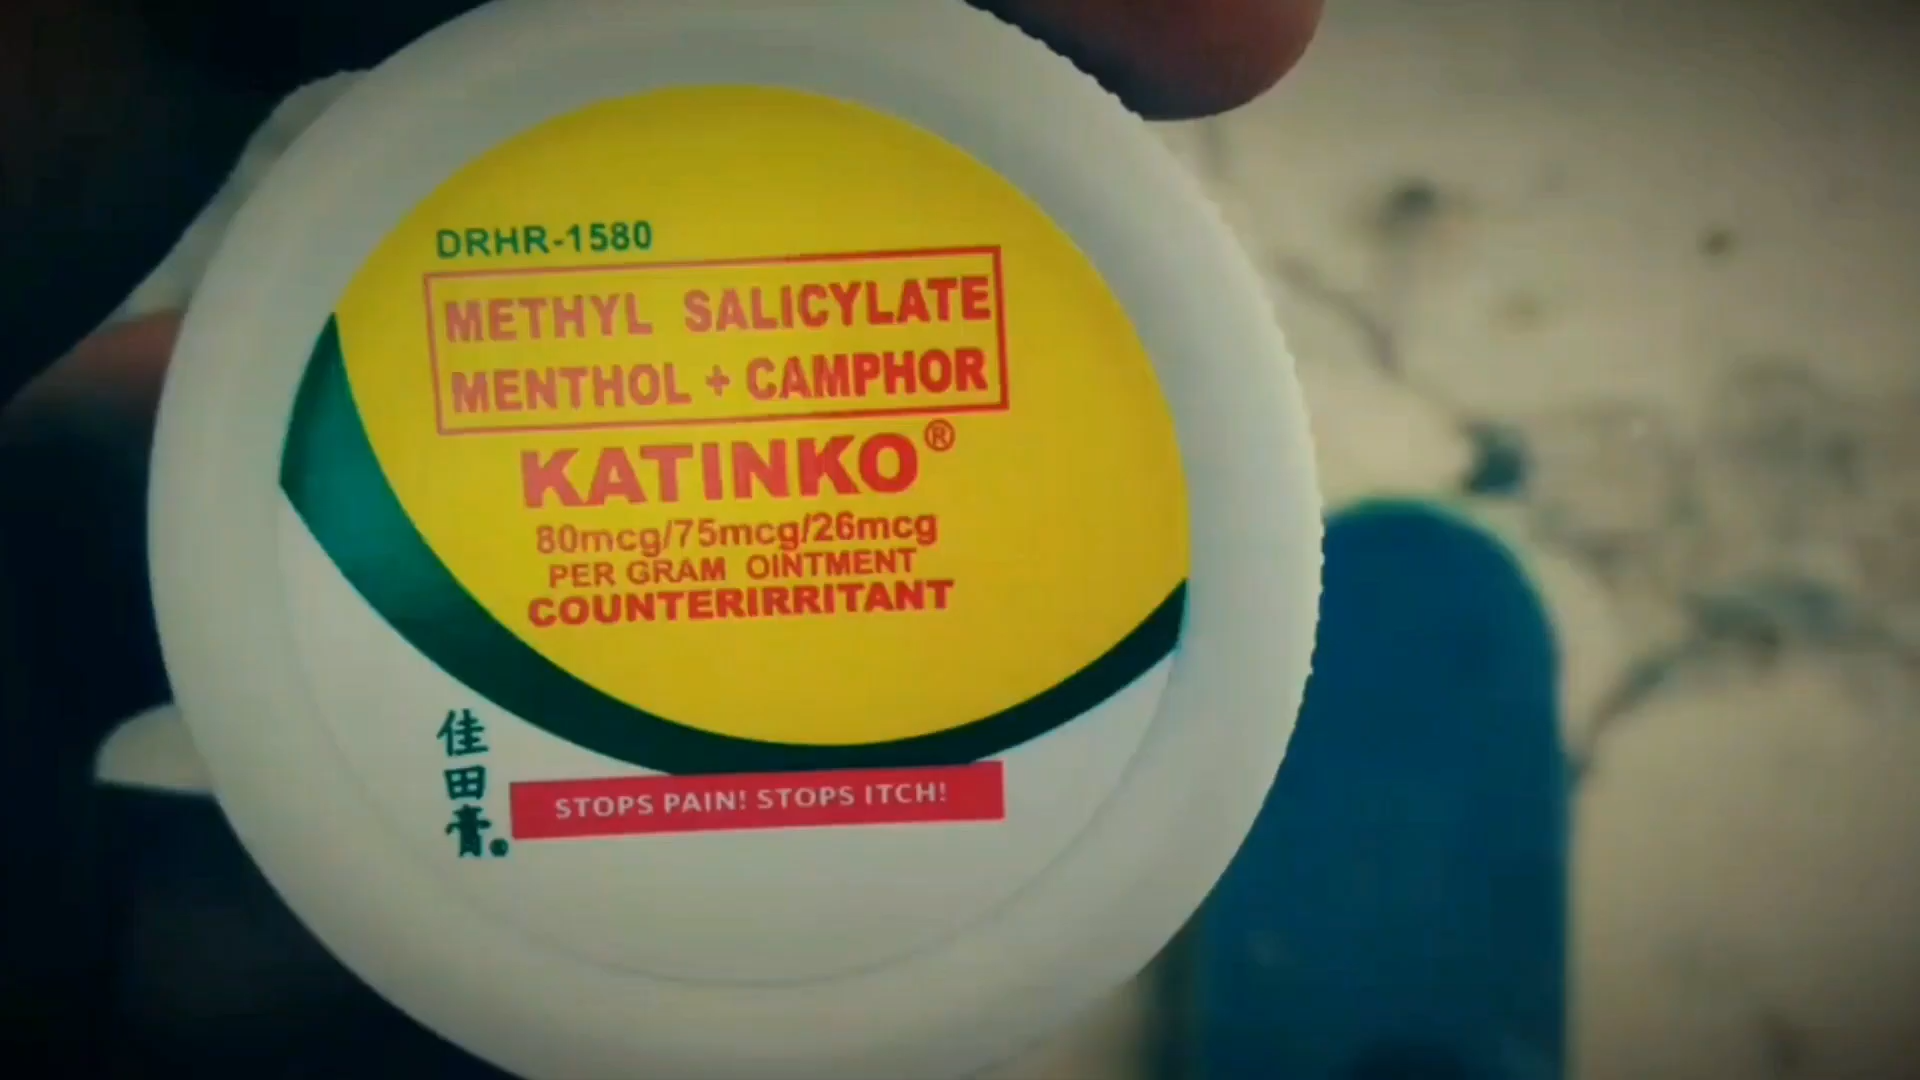 DRHR-1580
METHYL SALICYLATE
MENTHOL + CAMPHOR
KATINKO®
80mcg/75mcg/26mcg
PER GRAM OINTMENT
COUNTERIRRITANT
佳田膏
STOPS PAIN! STOPS ITCH!